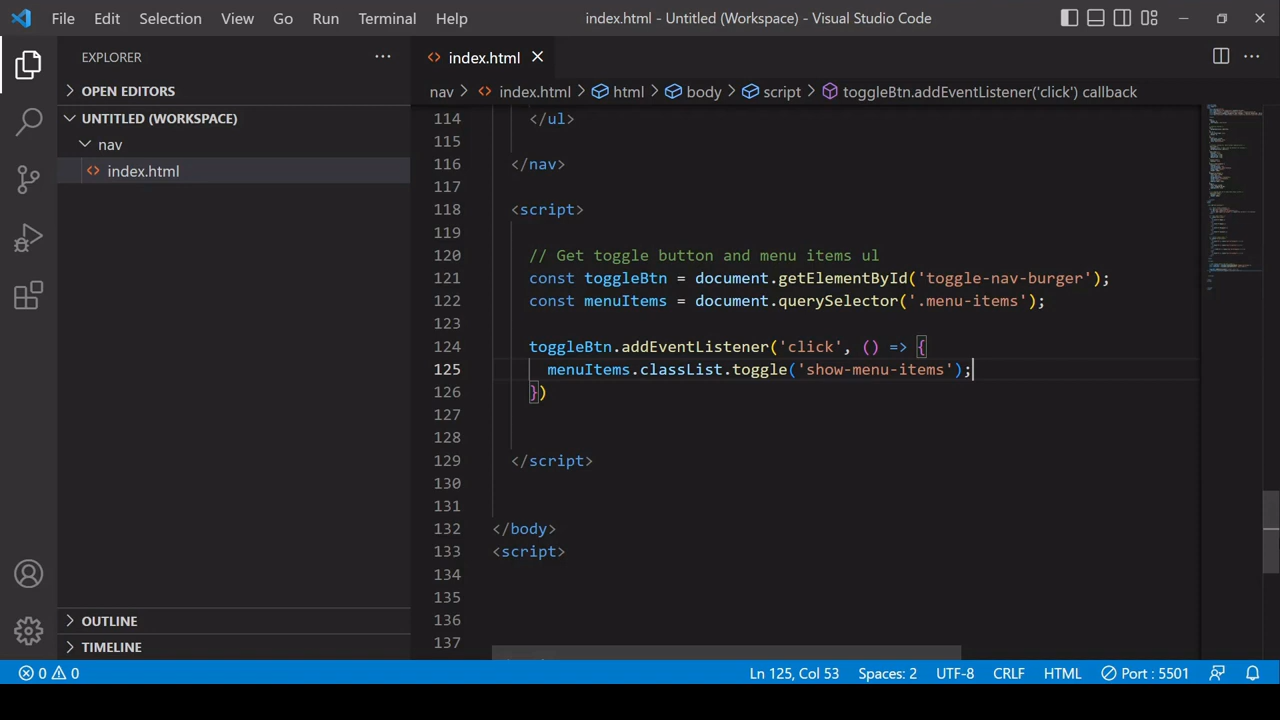 File Edit Selection View Go Run Terminal Help index.html - Untitled (Workspace) - Visual Studio Code
EXPLORER
OPEN EDITORS
UNTITLED (WORKSPACE)
nav
index.html
OUTLINE
TIMELINE
index.html
nav > index.html > html > body > script > toggleBtn.addEventListener('click') callback
114 </ul>
115
116 </nav>
117
118 <script>
119
120 // Get toggle button and menu items ul
121 const toggleBtn = document.getElementById('toggle-nav-burger');
122 const menuItems = document.querySelector('.menu-items');
123
124 toggleBtn.addEventListener('click', () => {
125 menuItems.classList.toggle('show-menu-items');
126 })
127
128
129 </script>
130
131
132 </body>
133 <script>
134
135
136
137
0 0 Ln 125, Col 53 Spaces: 2 UTF-8 CRLF HTML Port : 5501